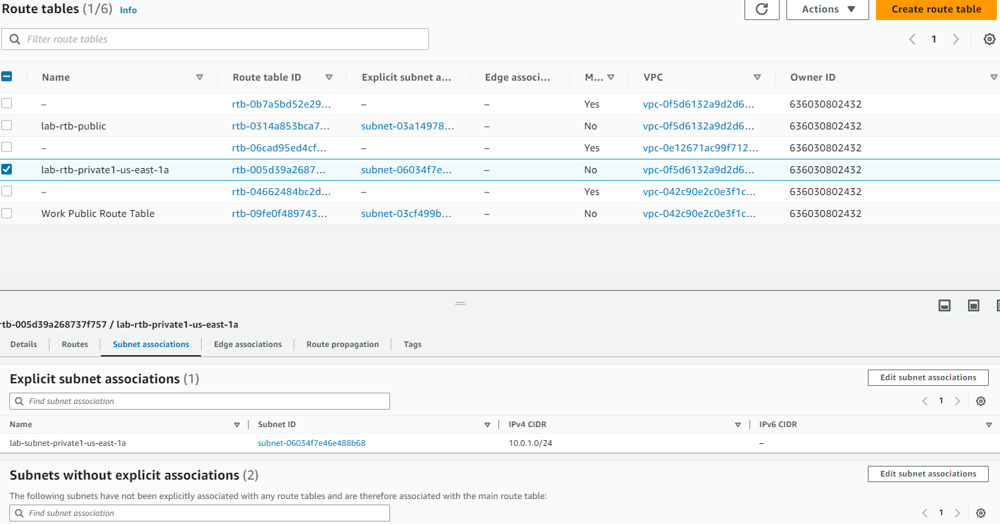 Route tables (1/6) Info
Actions
Create route table
Filter route tables
1
Name Route table ID Explicit subnet a... Edge associ... M... VPC Owner ID
– rtb-0b7a5bd52e29... – – Yes vpc-0f5d6132a9d2d6... 636030802432
lab-rtb-public rtb-0314a853bca7... subnet-03a14978... – No vpc-0f5d6132a9d2d6... 636030802432
– rtb-06cad95ed4cf... – – Yes vpc-0e12671ac99f712... 636030802432
lab-rtb-private1-us-east-1a rtb-005d39a2687... subnet-06034f7e... – No vpc-0f5d6132a9d2d6... 636030802432
– rtb-04662484bc2d... – – Yes vpc-042c90e2c0e3f1c... 636030802432
Work Public Route Table rtb-09fe0f489743... subnet-03cf499b... – No vpc-042c90e2c0e3f1c... 636030802432
rtb-005d39a268737f757 / lab-rtb-private1-us-east-1a
Details Routes Subnet associations Edge associations Route propagation Tags
Explicit subnet associations (1)
Edit subnet associations
Find subnet association
1
Name Subnet ID IPv4 CIDR IPv6 CIDR
lab-subnet-private1-us-east-1a subnet-06034f7e46e488b68 10.0.1.0/24 –
Subnets without explicit associations (2)
Edit subnet associations
The following subnets have not been explicitly associated with any route tables and are therefore associated with the main route table:
Find subnet association
1